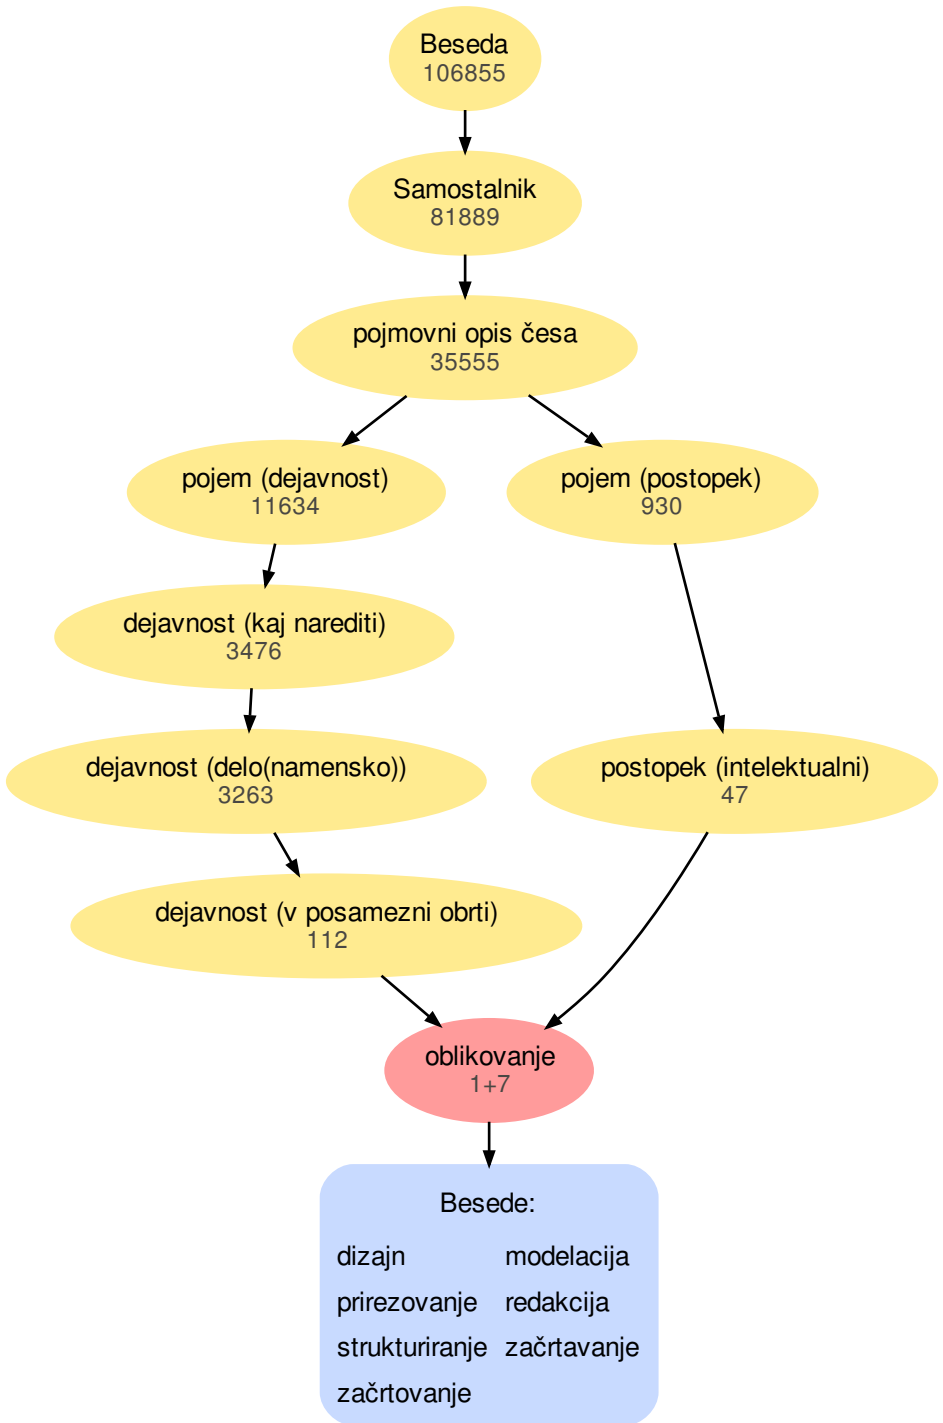 Beseda
106855
Samostalnik
81889
pojmovni opis česa
35555
pojem (dejavnost)
11634
pojem (postopek)
930
dejavnost (kaj narediti)
3476
dejavnost (delo(namensko))
3263
postopek (intelektualni)
47
dejavnost (v posamezni obrti)
112
oblikovanje
1+7
Besede:
dizajn modelacija
prirezovanje redakcija
strukturiranje začrtavanje
začrtovanje